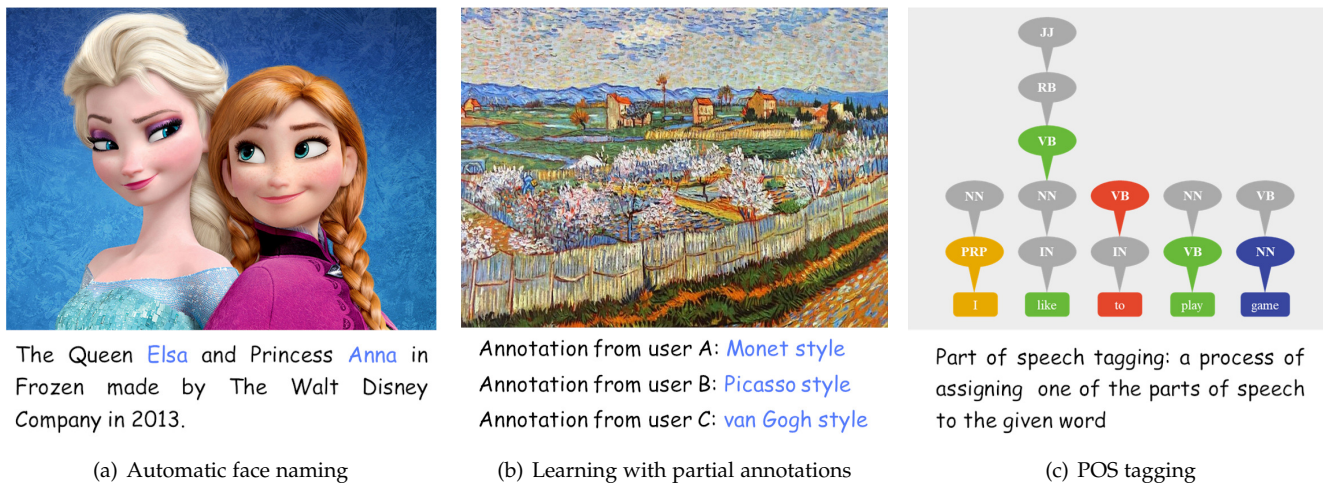 The Queen Elsa and Princess Anna in
Frozen made by The Walt Disney
Company in 2013.
(a) Automatic face naming
Annotation from user A: Monet style
Annotation from user B: Picasso style
Annotation from user C: van Gogh style
(b) Learning with partial annotations
JJ
RB
VB
NN NN VB NN VB
PRP IN IN VB NN
I like to play game
Part of speech tagging: a process of
assigning one of the parts of speech
to the given word
(c) POS tagging